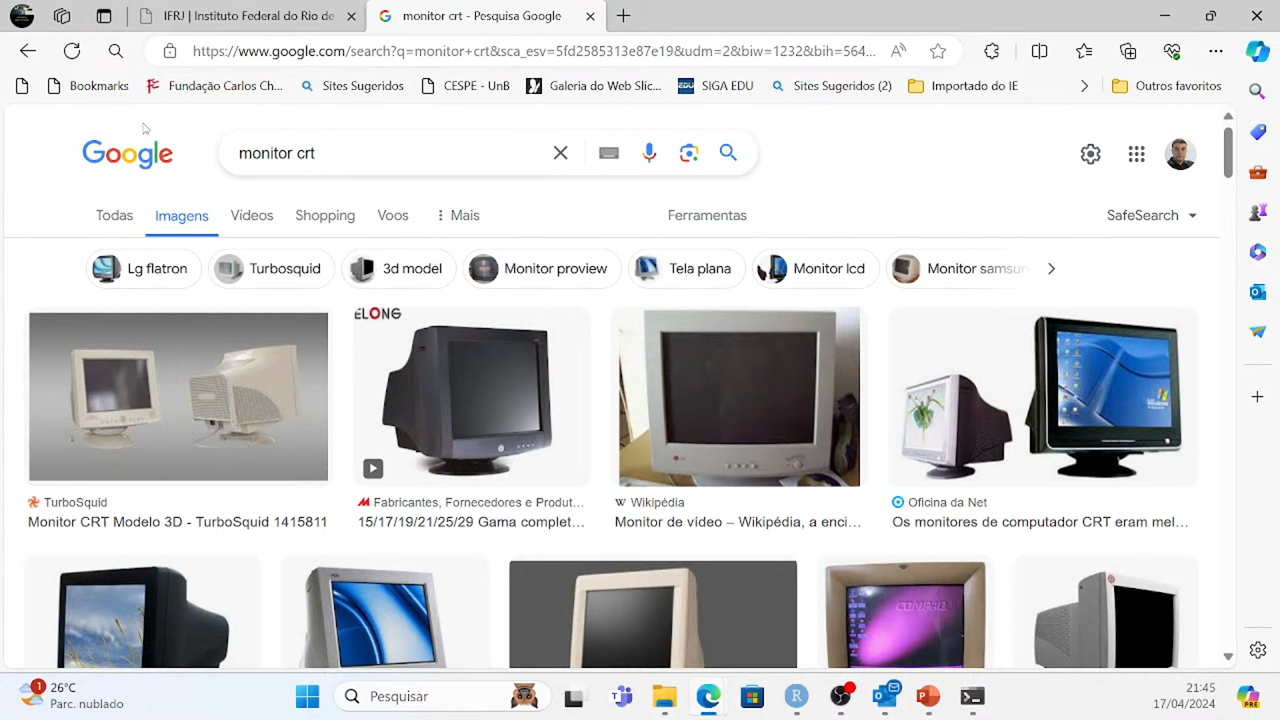 IFRJ | Instituto Federal do Rio de
monitor crt - Pesquisa Google
https://www.google.com/search?q=monitor+crt&sca_esv=5fd2585313e87e19&udm=2&biw=1232&bih=564...
Bookmarks
Fundação Carlos Ch...
Sites Sugeridos
CESPE - UnB
Galeria do Web Slic...
EDU
SIGA EDU
Sites Sugeridos (2)
Importado do IE
Outros favoritos
Google
monitor crt
Todas
Imagens
Vídeos
Shopping
Voos
Mais
Ferramentas
SafeSearch
Lg flatron
Turbosquid
3d model
Monitor proview
Tela plana
Monitor lcd
Monitor samsun
ELONG
TurboSquid
Monitor CRT Modelo 3D - TurboSquid 1415811
Fabricantes, Fornecedores e Produt...
15/17/19/21/25/29 Gama complet...
W Wikipédia
Monitor de vídeo – Wikipédia, a enci...
Oficina da Net
Os monitores de computador CRT eram mel...
COMPAQ
1
26°C
Parc. nublado
Pesquisar
21:45
17/04/2024
PRE